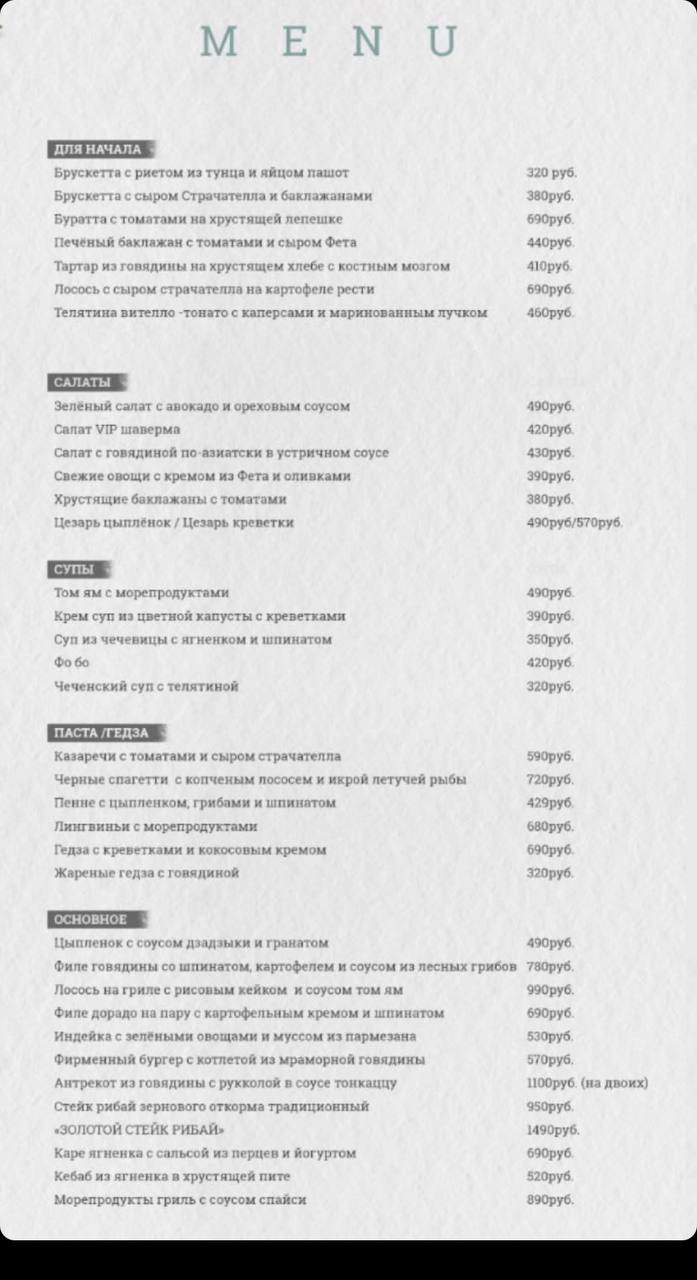 MENU
ДЛЯ НАЧАЛА
Брускетта с риетом из тунца и яйцом пашот 320 руб.
Брускетта с сыром Страчателла и баклажанами 380руб.
Буратта с томатами на хрустящей лепешке 690руб.
Печёный баклажан с томатами и сыром Фета 440руб.
Тартар из говядины на хрустящем хлебе с костным мозгом 410руб.
Лосось с сыром страчателла на картофеле рести 690руб.
Телятина вителло -тонато с каперсами и маринованным лучком 460руб.
САЛАТЫ
Зелёный салат с авокадо и ореховым соусом 490руб.
Салат VIP шаверма 420руб.
Салат с говядиной по-азиатски в устричном соусе 430руб.
Свежие овощи с кремом из Фета и оливками 390руб.
Хрустящие баклажаны с томатами 380руб.
Цезарь цыплёнок / Цезарь креветки 490руб/570руб.
СУПЫ
Том ям с морепродуктами 490руб.
Крем суп из цветной капусты с креветками 390руб.
Суп из чечевицы с ягненком и шпинатом 350руб.
Фо бо 420руб.
Чеченский суп с телятиной 320руб.
ПАСТА /ГЕДЗА
Казаречи с томатами и сыром страчателла 590руб.
Черные спагетти с копченым лососем и икрой летучей рыбы 720руб.
Пенне с цыпленком, грибами и шпинатом 429руб.
Лингвиньи с морепродуктами 680руб.
Гедза с креветками и кокосовым кремом 690руб.
Жареные гедза с говядиной 320руб.
ОСНОВНОЕ
Цыпленок с соусом дзадзыки и гранатом 490руб.
Филе говядины со шпинатом, картофелем и соусом из лесных грибов 780руб.
Лосось на гриле с рисовым кейком и соусом том ям 990руб.
Филе дорадо на пару с картофельным кремом и шпинатом 690руб.
Индейка с зелёными овощами и муссом из пармезана 530руб.
Фирменный бургер с котлетой из мраморной говядины 570руб.
Антрекот из говядины с рукколой в соусе тонкаццу 1100руб. (на двоих)
Стейк рибай зернового откорма традиционный 950руб.
«ЗОЛОТОЙ СТЕЙК РИБАЙ» 1490руб.
Каре ягненка с сальсой из перцев и йогуртом 690руб.
Кебаб из ягненка в хрустящей пите 520руб.
Морепродукты гриль с соусом спайси 890руб.